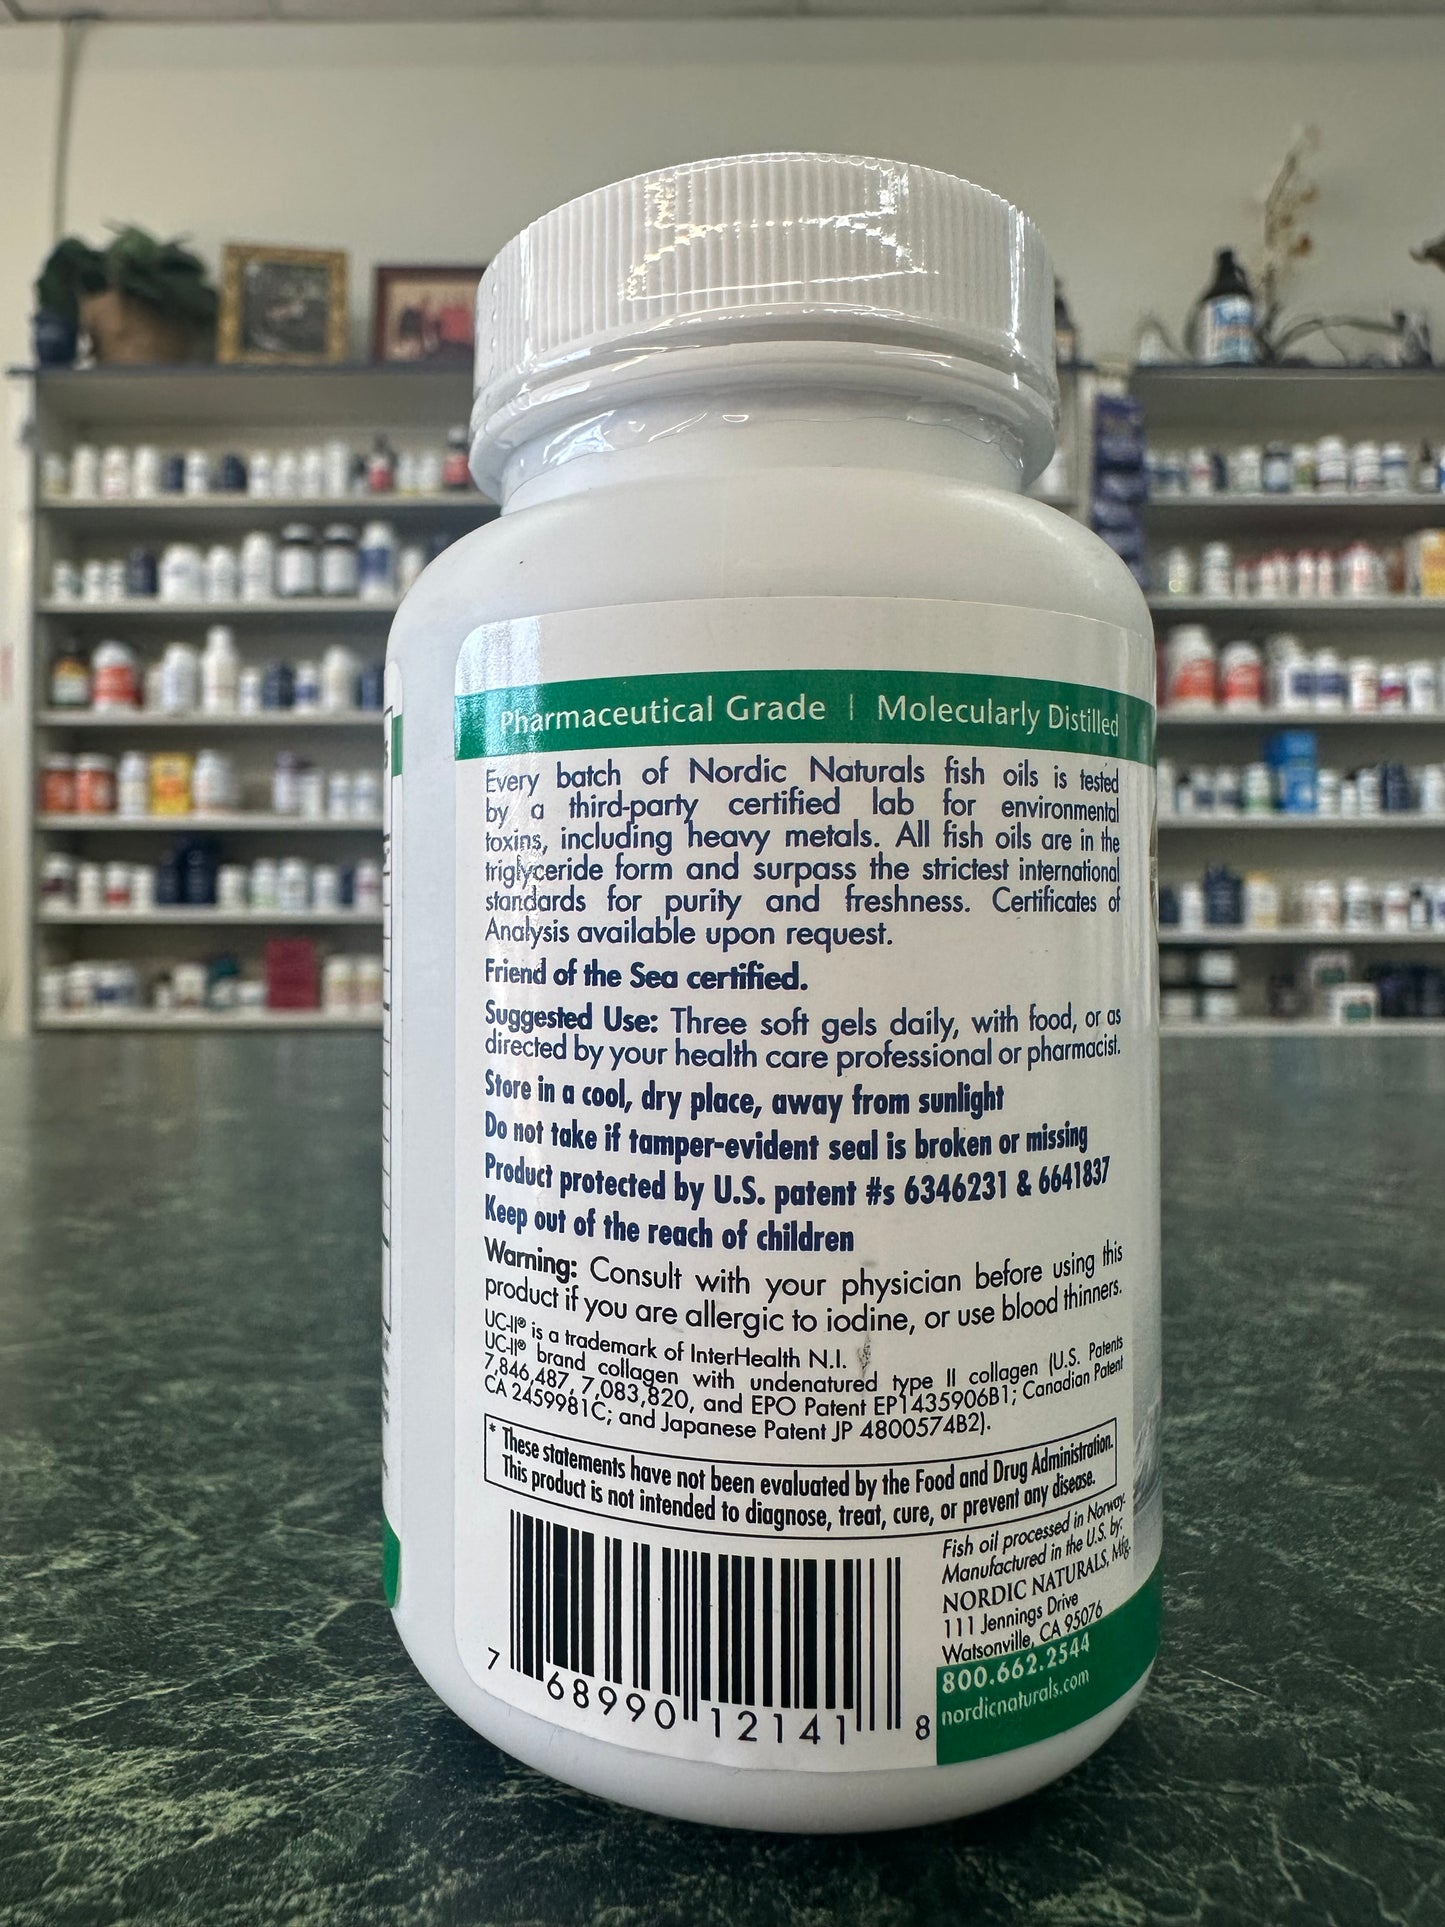 Pharmaceutical Grade | Molecularly Distilled
Every batch of Nordic Naturals fish oils is tested
by a third-party certified lab for environmental
toxins, including heavy metals. All fish oils are in the
triglyceride form and surpass the strictest international
standards for purity and freshness. Certificates of
Analysis available upon request.
Friend of the Sea certified.
Suggested Use: Three soft gels daily, with food, or as
directed by your health care professional or pharmacist.
Store in a cool, dry place, away from sunlight
Do not take if tamper-evident seal is broken or missing
Product protected by U.S. patent #s 6346231 & 6641837
Keep out of the reach of children
Warning: Consult with your physician before using this
product if you are allergic to iodine, or use blood thinners.
UC-II® is a trademark of InterHealth N.I.
UC-II® brand collagen with undenatured type II collagen (U.S. Patents
7,846,487, 7,083,820, and EPO Patent EP1435906B1; Canadian Patent
CA 2459981C; and Japanese Patent JP 4800574B2).
* These statements have not been evaluated by the Food and Drug Administration.
This product is not intended to diagnose, treat, cure, or prevent any disease.
Fish oil processed in Norway.
Manufactured in the U.S. by:
NORDIC NATURALS, Mfg.
111 Jennings Drive
Watsonville, CA 95076
800.662.2544
nordicnaturals.com
7 68990 12141 8